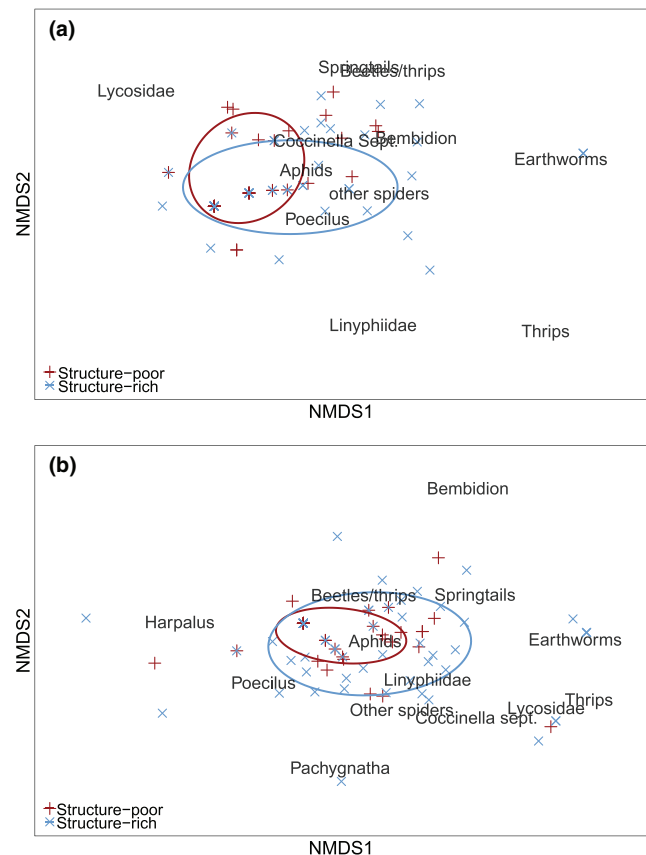 (a)
Springtails
Beetles/thrips
Lycosidae
Coccinella Sept.
Bembidion
Earthworms
Aphids
other spiders
Poecilus
Linyphiidae
Thrips
NMDS2
Structure−poor
Structure−rich
NMDS1
(b)
Bembidion
Beetles/thrips
Springtails
Harpalus
Aphids
Earthworms
Poecilus
Linyphiidae
Thrips
Other spiders
Lycosidae
Coccinella sept.
Pachygnatha
NMDS2
Structure−poor
Structure−rich
NMDS1